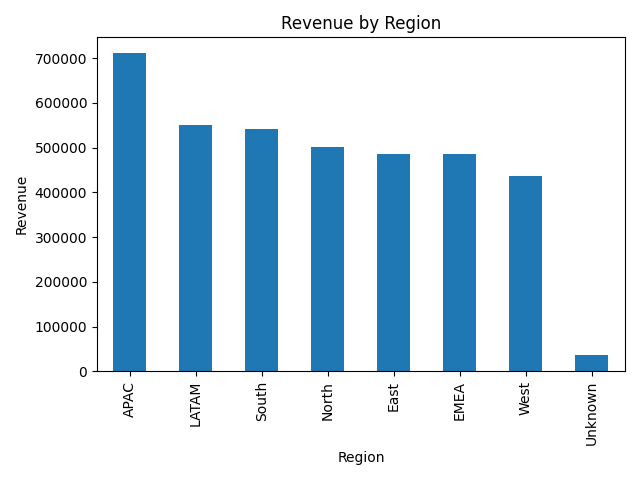 Revenue by Region
Revenue
700000
600000
500000
400000
300000
200000
100000
0
APAC
LATAM
South
North
East
EMEA
West
Unknown
Region